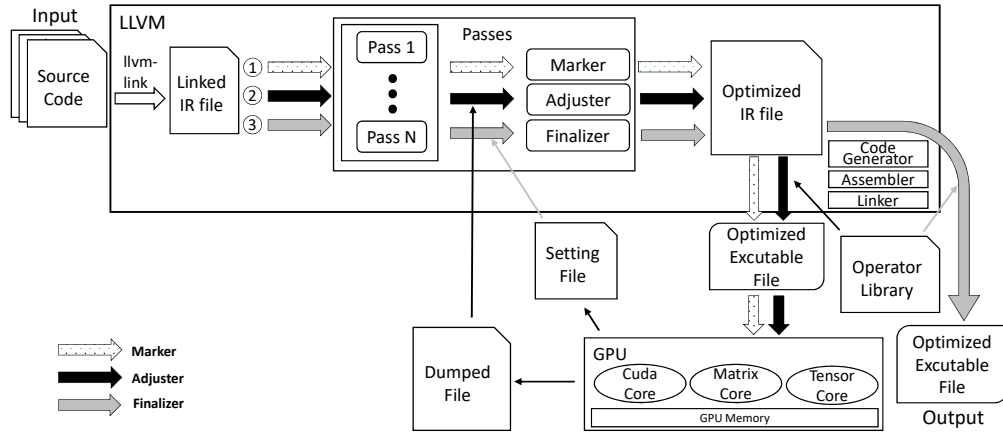 Input
LLVM
Source
Code
llvm-
link
Linked
IR file
1
2
3
Pass 1
Pass N
Passes
Marker
Adjuster
Finalizer
Optimized
IR file
Code
Generator
Assembler
Linker
Setting
File
Optimized
Excutable
File
Operator
Library
Dumped
File
GPU
Cuda
Core
Matrix
Core
Tensor
Core
GPU Memory
Optimized
Excutable
File
Output
Marker
Adjuster
Finalizer